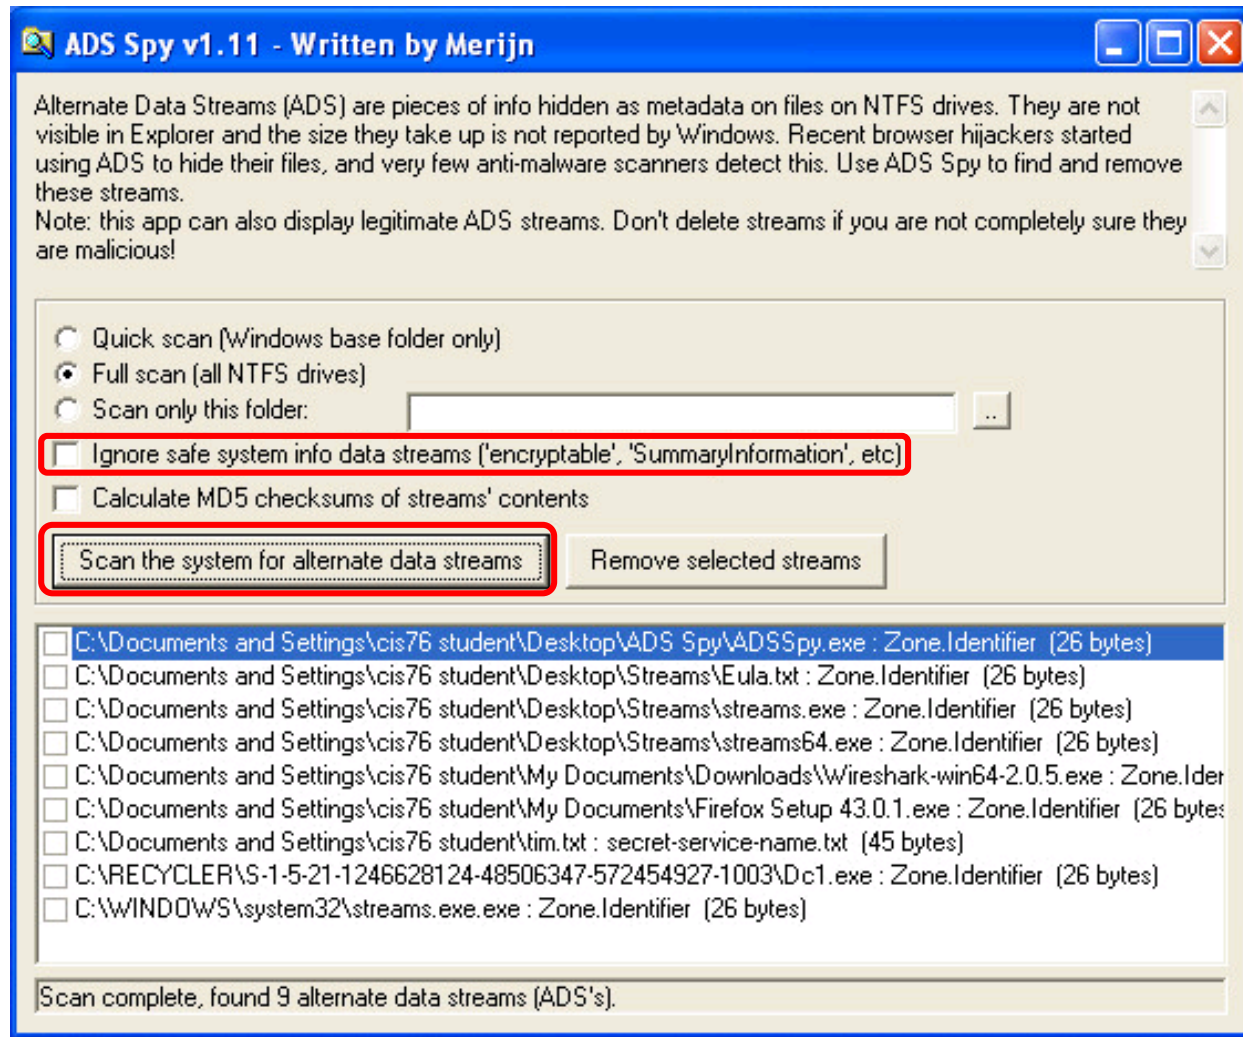 ADS Spy v1.11 - Written by Merijn
Alternate Data Streams (ADS) are pieces of info hidden as metadata on files on NTFS drives. They are not
visible in Explorer and the size they take up is not reported by Windows. Recent browser hijackers started
using ADS to hide their files, and very few anti-malware scanners detect this. Use ADS Spy to find and remove
these streams.
Note: this app can also display legitimate ADS streams. Don't delete streams if you are not completely sure they
are malicious!
Quick scan (Windows base folder only)
Full scan (all NTFS drives)
Scan only this folder:
..
Ignore safe system info data streams ('encryptable', 'SummaryInformation', etc)
Calculate MD5 checksums of streams' contents
Scan the system for alternate data streams
Remove selected streams
C:\Documents and Settings\cis76 student\Desktop\ADS Spy\ADSSpy.exe : Zone.Identifier (26 bytes)
C:\Documents and Settings\cis76 student\Desktop\Streams\Eula.txt : Zone.Identifier (26 bytes)
C:\Documents and Settings\cis76 student\Desktop\Streams\streams.exe : Zone.Identifier (26 bytes)
C:\Documents and Settings\cis76 student\Desktop\Streams\streams64.exe : Zone.Identifier (26 bytes)
C:\Documents and Settings\cis76 student\My Documents\Downloads\Wireshark-win64-2.0.5.exe : Zone.Iden
C:\Documents and Settings\cis76 student\My Documents\Firefox Setup 43.0.1.exe : Zone.Identifier (26 bytes
C:\Documents and Settings\cis76 student\tim.txt : secret-service-name.txt (45 bytes)
C:\RECYCLER\S-1-5-21-1246628124-48506347-572454927-1003\Dc1.exe : Zone.Identifier (26 bytes)
C:\WINDOWS\system32\streams.exe.exe : Zone.Identifier (26 bytes)
Scan complete, found 9 alternate data streams (ADS's).